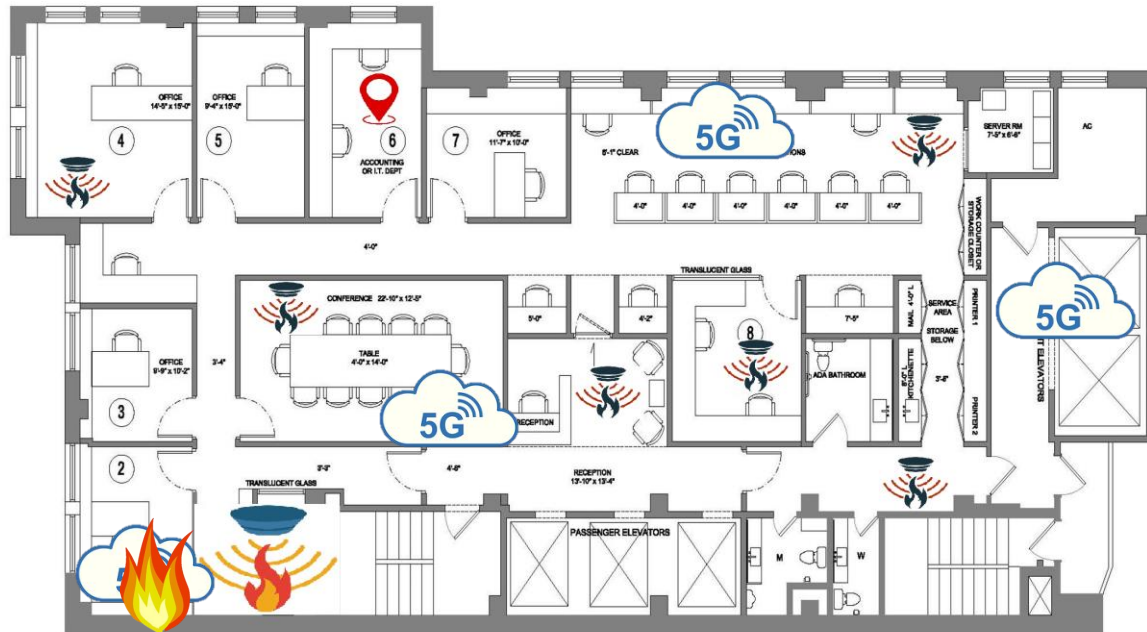 OFFICE
14'-5" x 15'-0"
4
OFFICE
9'-4" x 15'-0"
5
6
ACCOUNTING
OR I.T. DEPT
7
OFFICE
11'-7" x 10'-0"
5G
CLEAR
SERVER RM
7'-5" x 6'-8"
AC
4'-0" 4'-0" 4'-0" 4'-0" 4'-0" 4'-0"
WORK COUNTER OR
STORAGE CLOSET
4'-0"
TRANSLUCENT GLASS
CONFERENCE 22'-10" x 12'-5"
5'-0"
4'-2"
8
7'-5"
MAIL 4'-0" L
SERVICE
AREA
STORAGE
BELOW
PRINTER 1
5G
ELEVATORS
TABLE
4'-0" x 14'-0"
OFFICE
9'-9" x 10'-2"
3
3'-4"
5G
RECEPTION
ADA BATHROOM
KITCHENETTE
3'-6"
PRINTER 2
2
TRANSLUCENT GLASS
3'-3"
4'-8"
RECEPTION
13'-10" x 13'-4"
PASSENGER ELEVATORS
M
W